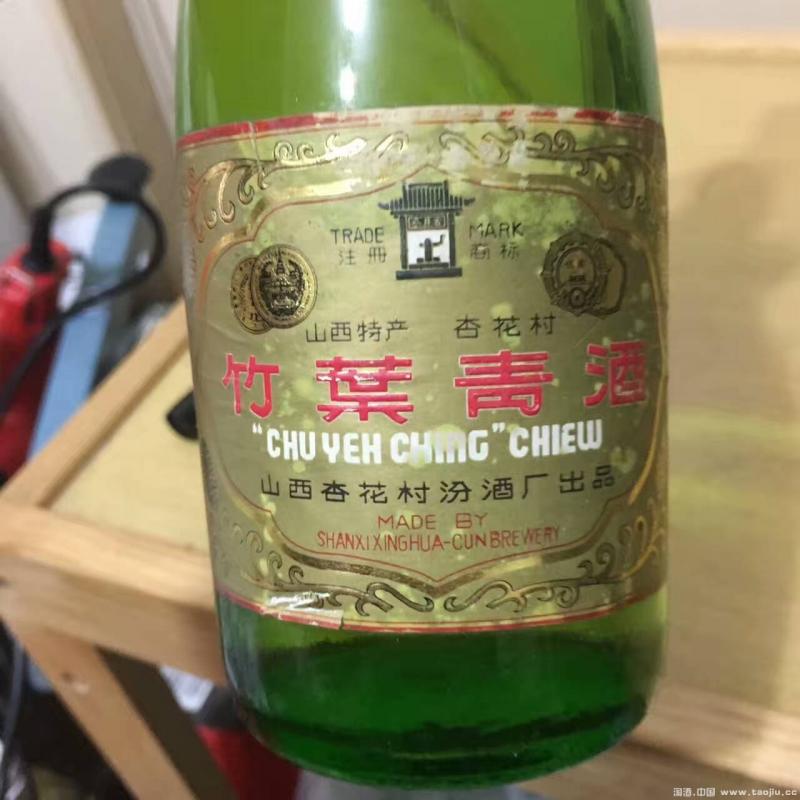 TRADE MARK
注册 商标
山西特产 杏花村
竹葉青酒
"CHU YEH CHING" CHIEW
山西杏花村汾酒厂出品
MADE BY
SHANXI XINGHUA-CUN BREWERY
淘酒.中国 www.taojiu.cc